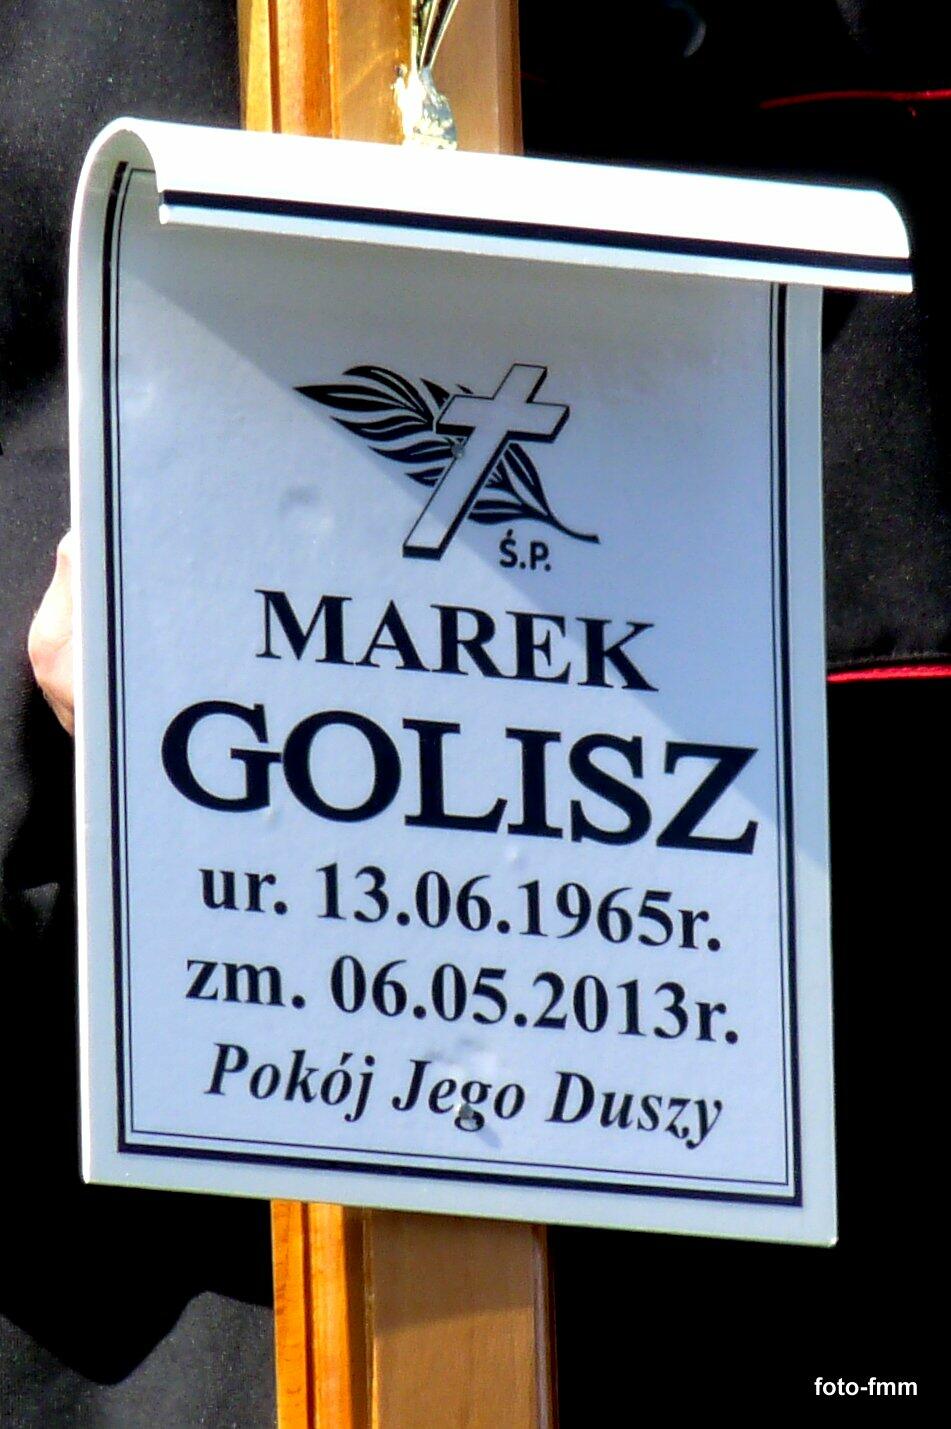 Ś.P.
MAREK
GOLISZ
ur. 13.06.1965r.
zm. 06.05.2013r.
Pokój Jego Duszy
foto-fmm